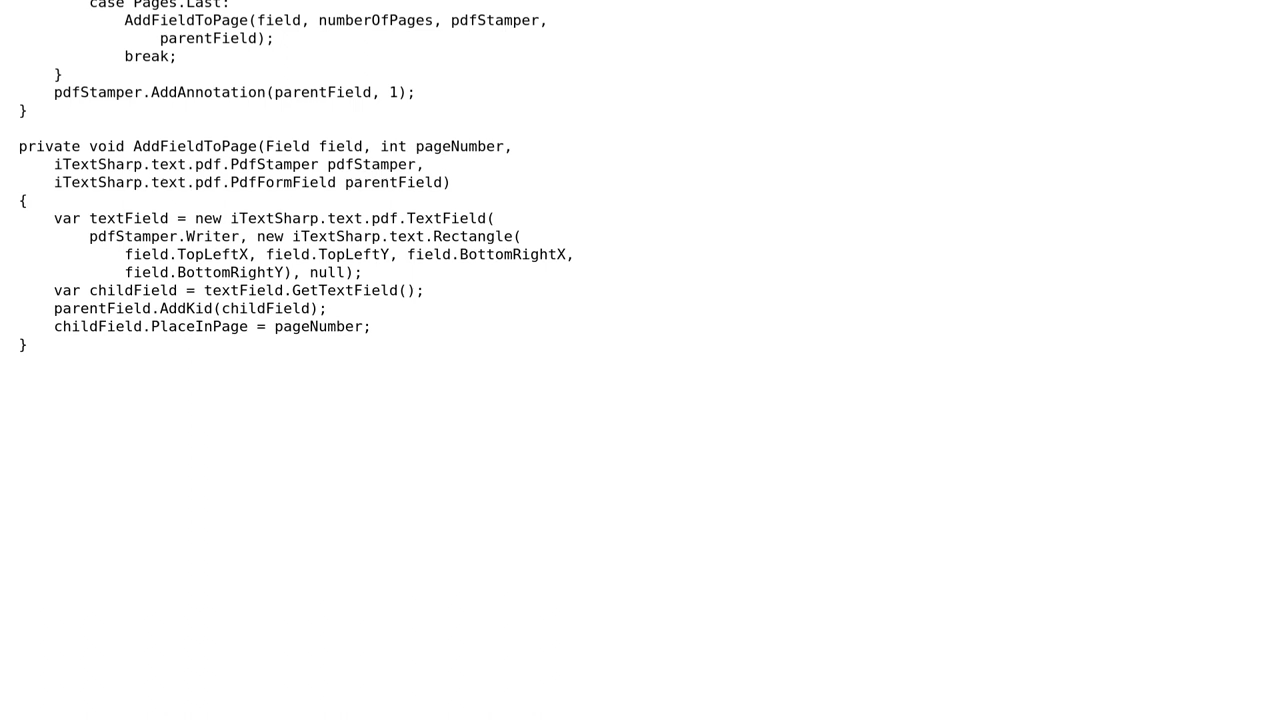 case Pages.Last:
AddFieldToPage(field, numberOfPages, pdfStamper,
parentField);
break;
}
pdfStamper.AddAnnotation(parentField, 1);
}
private void AddFieldToPage(Field field, int pageNumber,
iTextSharp.text.pdf.PdfStamper pdfStamper,
iTextSharp.text.pdf.PdfFormField parentField)
{
var textField = new iTextSharp.text.pdf.TextField(
pdfStamper.Writer, new iTextSharp.text.Rectangle(
field.TopLeftX, field.TopLeftY, field.BottomRightX,
field.BottomRightY), null);
var childField = textField.GetTextField();
parentField.AddKid(childField);
childField.PlaceInPage = pageNumber;
}